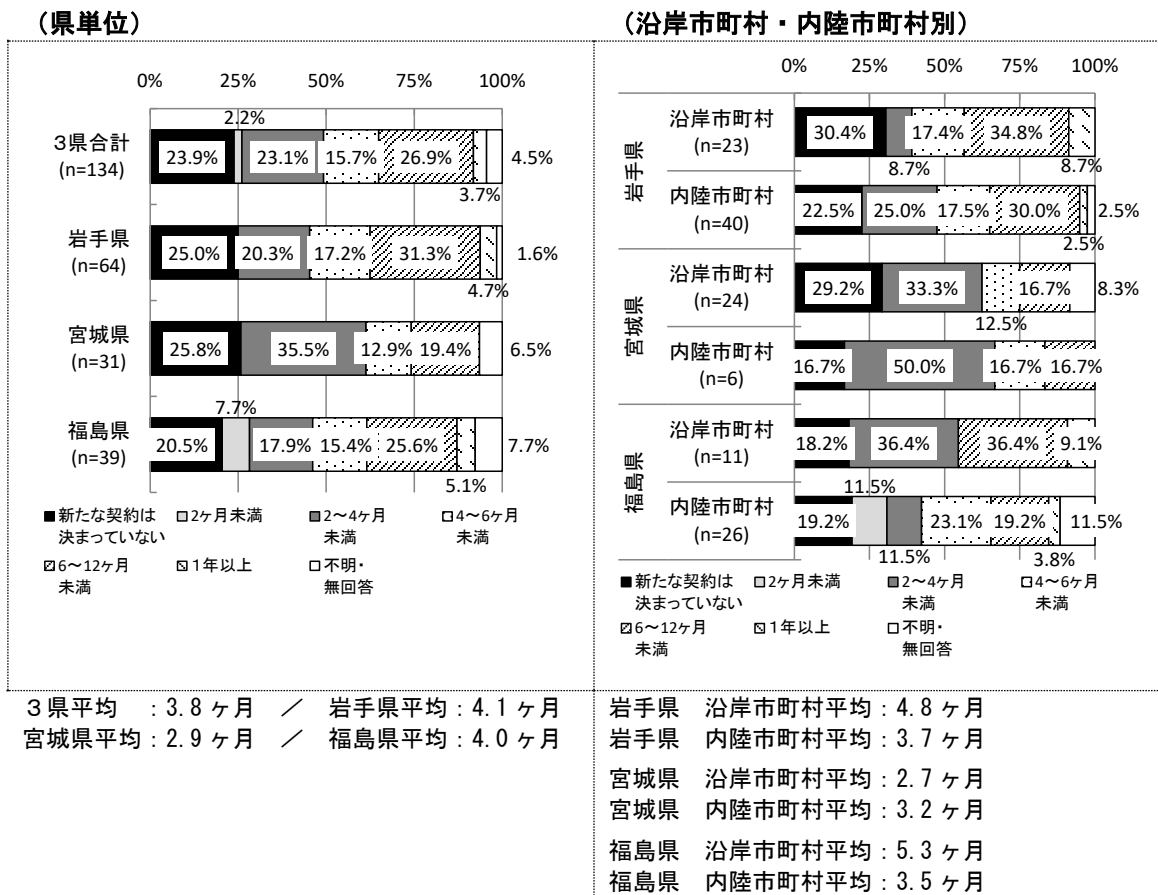 (県単位)
0% 25% 50% 75% 100%
2.2%
３県合計
(n=134)
23.9% 23.1% 15.7% 26.9% 4.5%
3.7%
岩手県
(n=64)
25.0% 20.3% 17.2% 31.3% 1.6%
4.7%
宮城県
(n=31)
25.8% 35.5% 12.9% 19.4% 6.5%
7.7%
福島県
(n=39)
20.5% 17.9% 15.4% 25.6% 7.7%
5.1%
新たな契約は
決まっていない
2ヶ月未満
2～4ヶ月
未満
4～6ヶ月
未満
6～12ヶ月
未満
１年以上
不明・
無回答
３県平均 ：3.8 ヶ月 ／ 岩手県平均：4.1 ヶ月
宮城県平均：2.9 ヶ月 ／ 福島県平均：4.0 ヶ月
(沿岸市町村・内陸市町村別)
0% 25% 50% 75% 100%
岩手県
沿岸市町村
(n=23)
30.4% 17.4% 34.8%
8.7% 8.7%
内陸市町村
(n=40)
22.5% 25.0% 17.5% 30.0% 2.5%
2.5%
宮城県
沿岸市町村
(n=24)
29.2% 33.3% 16.7% 8.3%
12.5%
内陸市町村
(n=6)
16.7% 50.0% 16.7% 16.7%
福島県
沿岸市町村
(n=11)
18.2% 36.4% 36.4% 9.1%
11.5%
内陸市町村
(n=26)
19.2% 23.1% 19.2% 11.5%
11.5% 3.8%
新たな契約は
決まっていない
2ヶ月未満
2～4ヶ月
未満
4～6ヶ月
未満
6～12ヶ月
未満
１年以上
不明・
無回答
岩手県 沿岸市町村平均：4.8 ヶ月
岩手県 内陸市町村平均：3.7 ヶ月
宮城県 沿岸市町村平均：2.7 ヶ月
宮城県 内陸市町村平均：3.2 ヶ月
福島県 沿岸市町村平均：5.3 ヶ月
福島県 内陸市町村平均：3.5 ヶ月